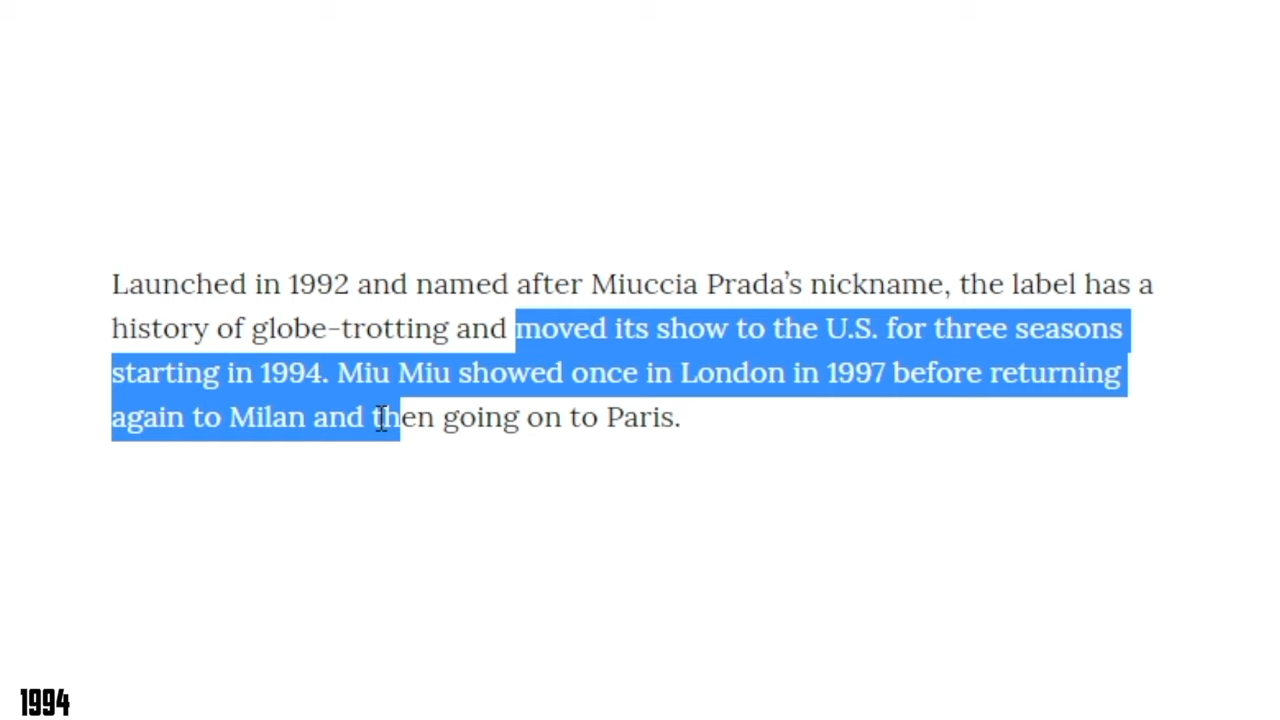 Launched in 1992 and named after Miuccia Prada’s nickname, the label has a
history of globe-trotting and moved its show to the U.S. for three seasons
starting in 1994. Miu Miu showed once in London in 1997 before returning
again to Milan and then going on to Paris.
1994